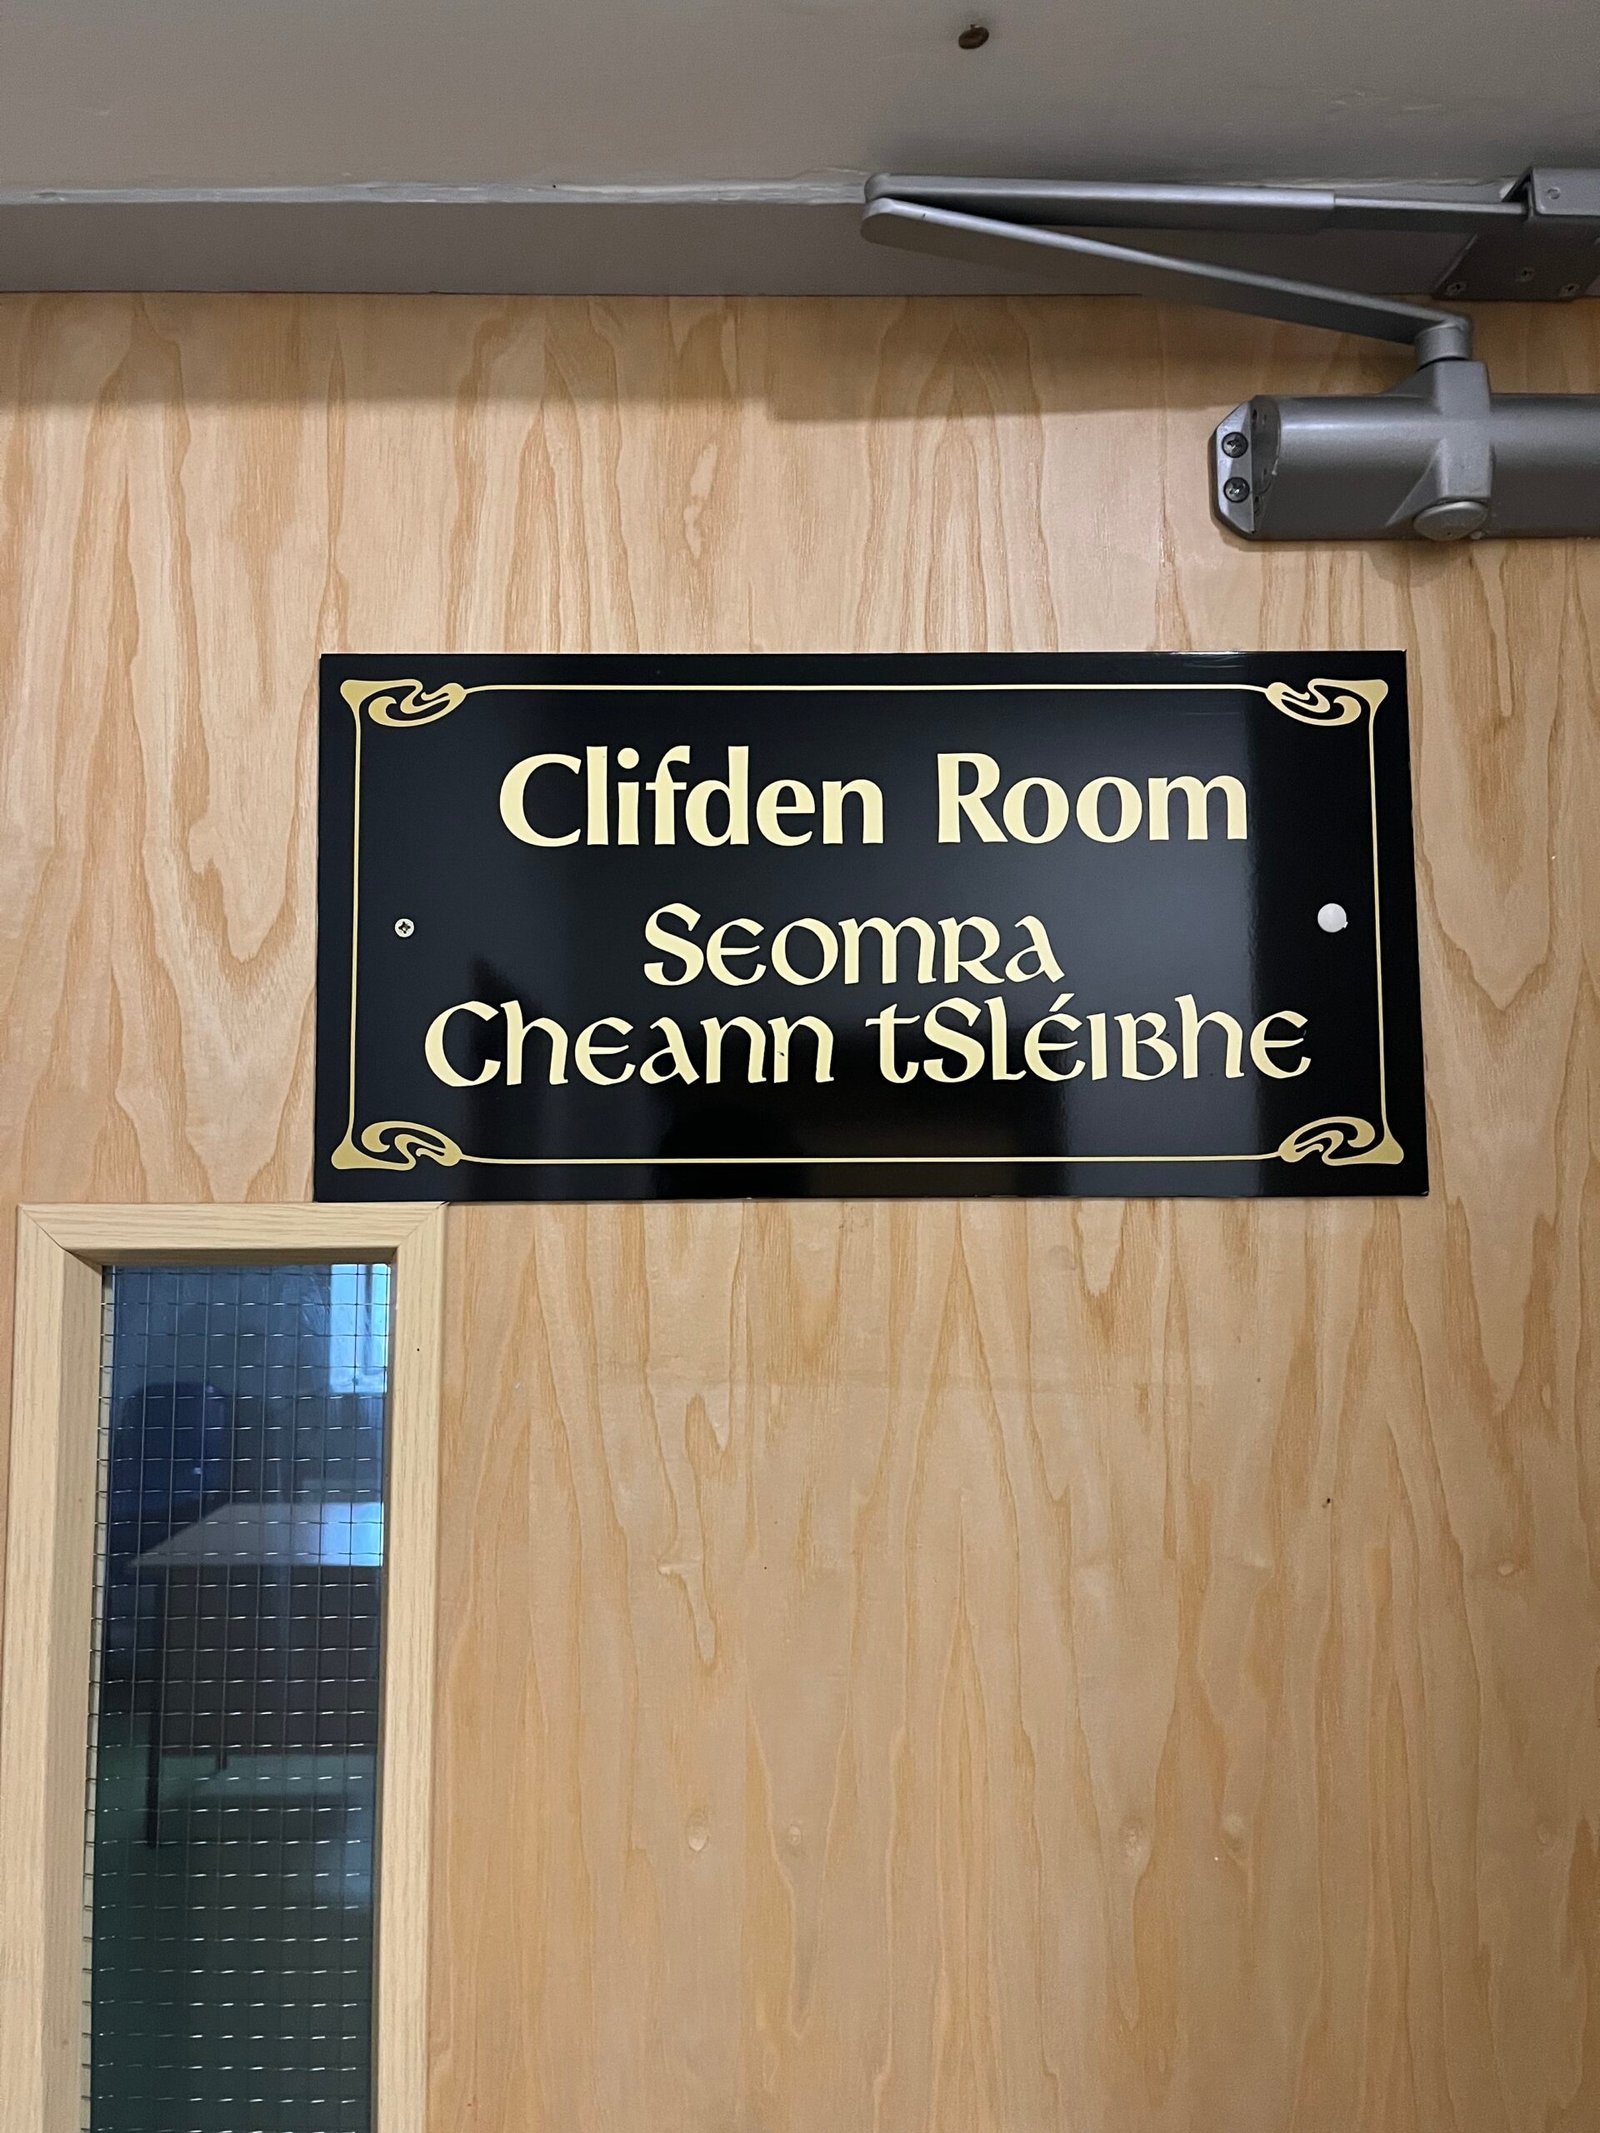 Clifden Room
Seomra
Cheann tSléibhe